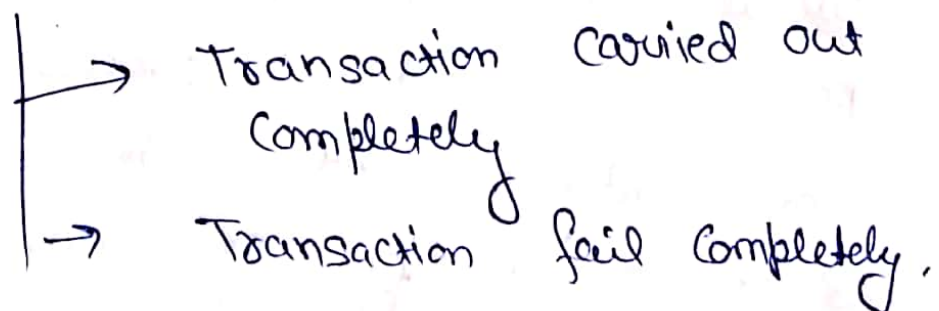 → Transaction carried out
Completely
→ Transaction fail Completely.